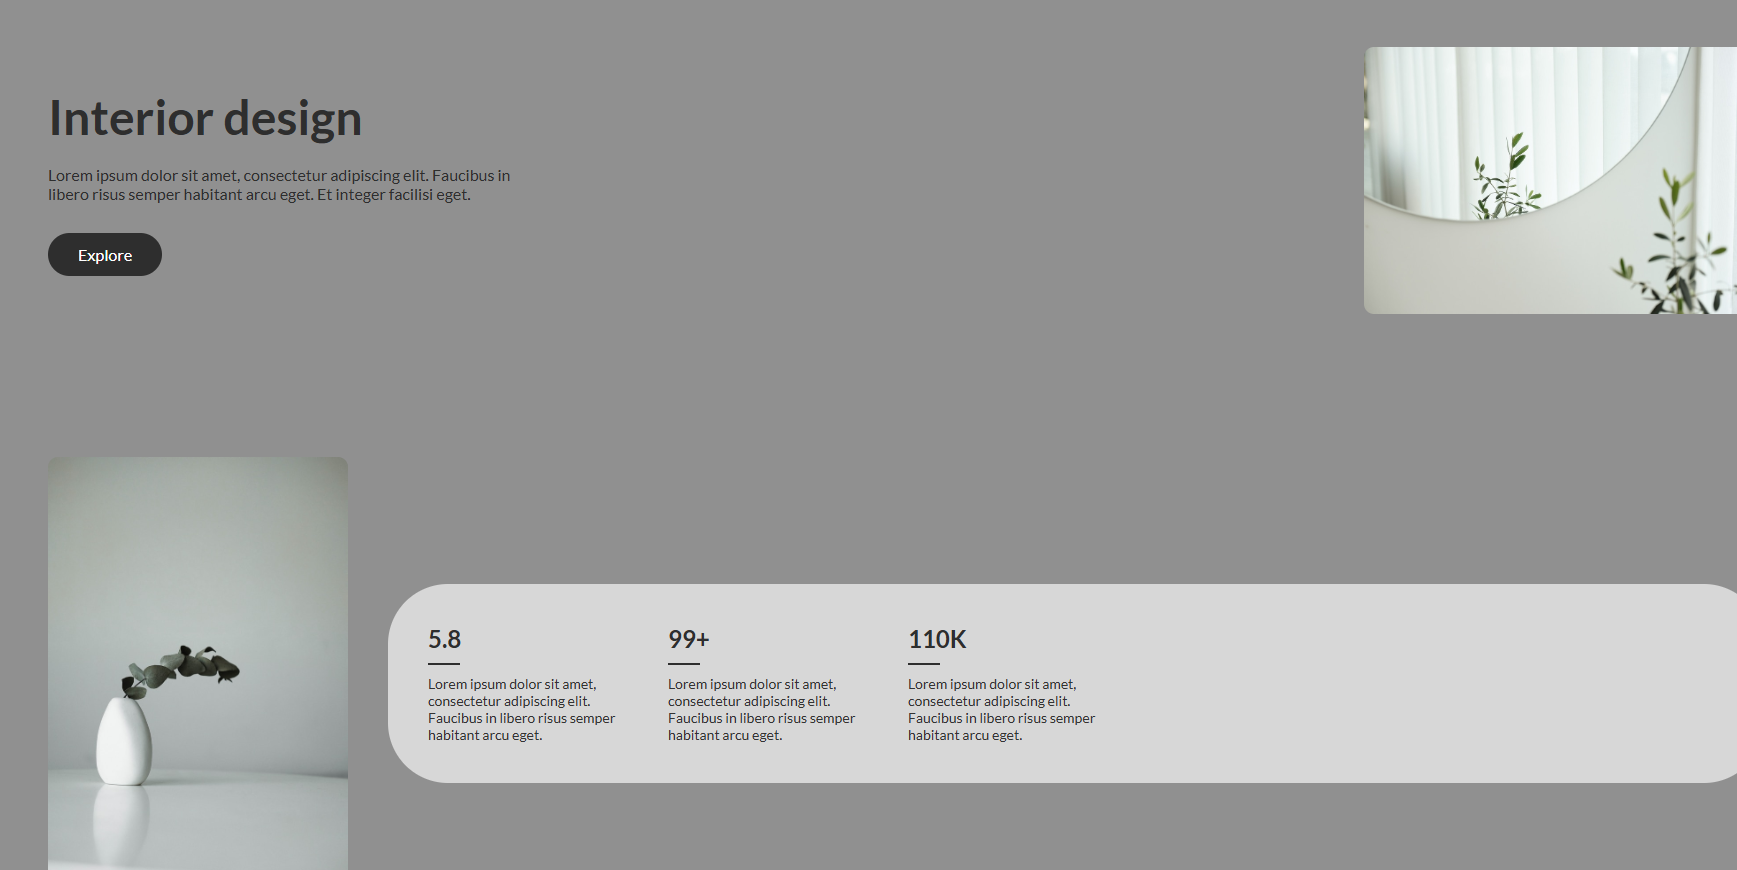 Interior design
Lorem ipsum dolor sit amet, consectetur adipiscing elit. Faucibus in
libero risus semper habitant arcu eget. Et integer facilisi eget.
Explore
5.8
Lorem ipsum dolor sit amet,
consectetur adipiscing elit.
Faucibus in libero risus semper
habitant arcu eget.
99+
Lorem ipsum dolor sit amet,
consectetur adipiscing elit.
Faucibus in libero risus semper
habitant arcu eget.
110K
Lorem ipsum dolor sit amet,
consectetur adipiscing elit.
Faucibus in libero risus semper
habitant arcu eget.